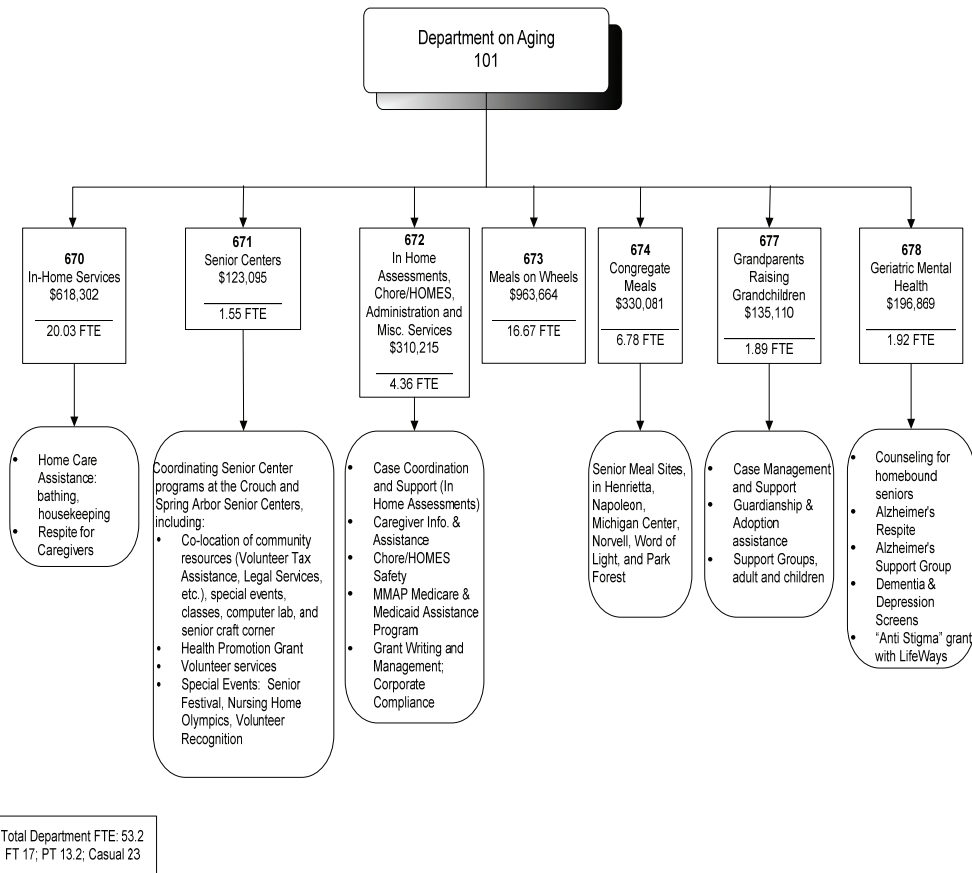 Department on Aging
101
670
In-Home Services
$618,302
20.03 FTE
671
Senior Centers
$123,095
1.55 FTE
672
In Home
Assessments,
Chore/HOMES,
Administration and
Misc. Services
$310,215
4.36 FTE
673
Meals on Wheels
$963,664
16.67 FTE
674
Congregate
Meals
$330,081
6.78 FTE
677
Grandparents
Raising
Grandchildren
$135,110
1.89 FTE
678
Geriatric Mental
Health
$196,869
1.92 FTE
• Home Care
Assistance:
bathing,
housekeeping
• Respite for
Caregivers
Coordinating Senior Center
programs at the Crouch and
Spring Arbor Senior Centers,
including:
• Co-location of community
resources (Volunteer Tax
Assistance, Legal Services,
etc.), special events,
classes, computer lab, and
senior craft corner
• Health Promotion Grant
• Volunteer services
• Special Events: Senior
Festival, Nursing Home
Olympics, Volunteer
Recognition
• Case Coordination
and Support (In
Home Assessments)
• Caregiver Info. &
Assistance
• Chore/HOMES
Safety
• MMAP Medicare &
Medicaid Assistance
Program
• Grant Writing and
Management;
Corporate
Compliance
Senior Meal Sites,
in Henrietta,
Napoleon,
Michigan Center,
Norvell, Word of
Light, and Park
Forest
• Case Management
and Support
• Guardianship &
Adoption
assistance
• Support Groups,
adult and children
• Counseling for
homebound
seniors
• Alzheimer's
Respite
• Alzheimer's
Support Group
• Dementia &
Depression
Screens
• “Anti Stigma” grant
with LifeWays
Total Department FTE: 53.2
FT 17; PT 13.2; Casual 23